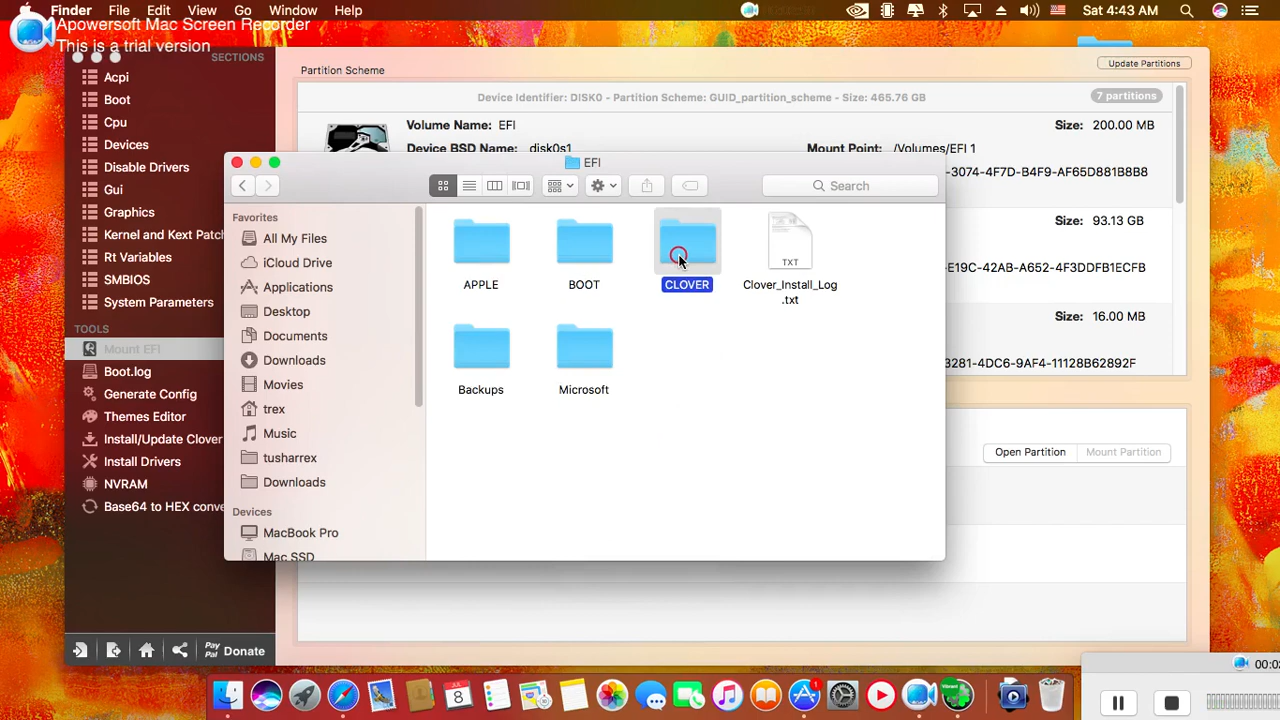 Finder File Edit View Go Window Help
Sat 4:43 AM
Apowersoft Mac Screen Recorder
This is a trial version
SECTIONS
Acpi
Boot
Cpu
Devices
Disable Drivers
Gui
Graphics
Kernel and Kext Patch
Rt Variables
SMBIOS
System Parameters
TOOLS
Mount EFI
Boot.log
Generate Config
Themes Editor
Install/Update Clover
Install Drivers
NVRAM
Base64 to HEX conve
Pay
Pal
Donate
Partition Scheme
Update Partitions
Device Identifier: DISK0 - Partition Scheme: GUID_partition_scheme - Size: 465.76 GB
7 partitions
Volume Name: EFI
Size: 200.00 MB
Device BSD Name: disk0s1
Mount Point: /Volumes/EFI 1
-3074-4F7D-B4F9-AF65D881B8B8
Size: 93.13 GB
-E19C-42AB-A652-4F3DDFB1ECFB
Size: 16.00 MB
3281-4DC6-9AF4-11128B62892F
Open Partition
Mount Partition
EFI
Search
Favorites
All My Files
iCloud Drive
Applications
Desktop
Documents
Downloads
Movies
trex
Music
tusharrex
Downloads
Devices
MacBook Pro
Mac SSD
APPLE
BOOT
CLOVER
TXT
Clover_Install_Log
.txt
Backups
Microsoft
8
1